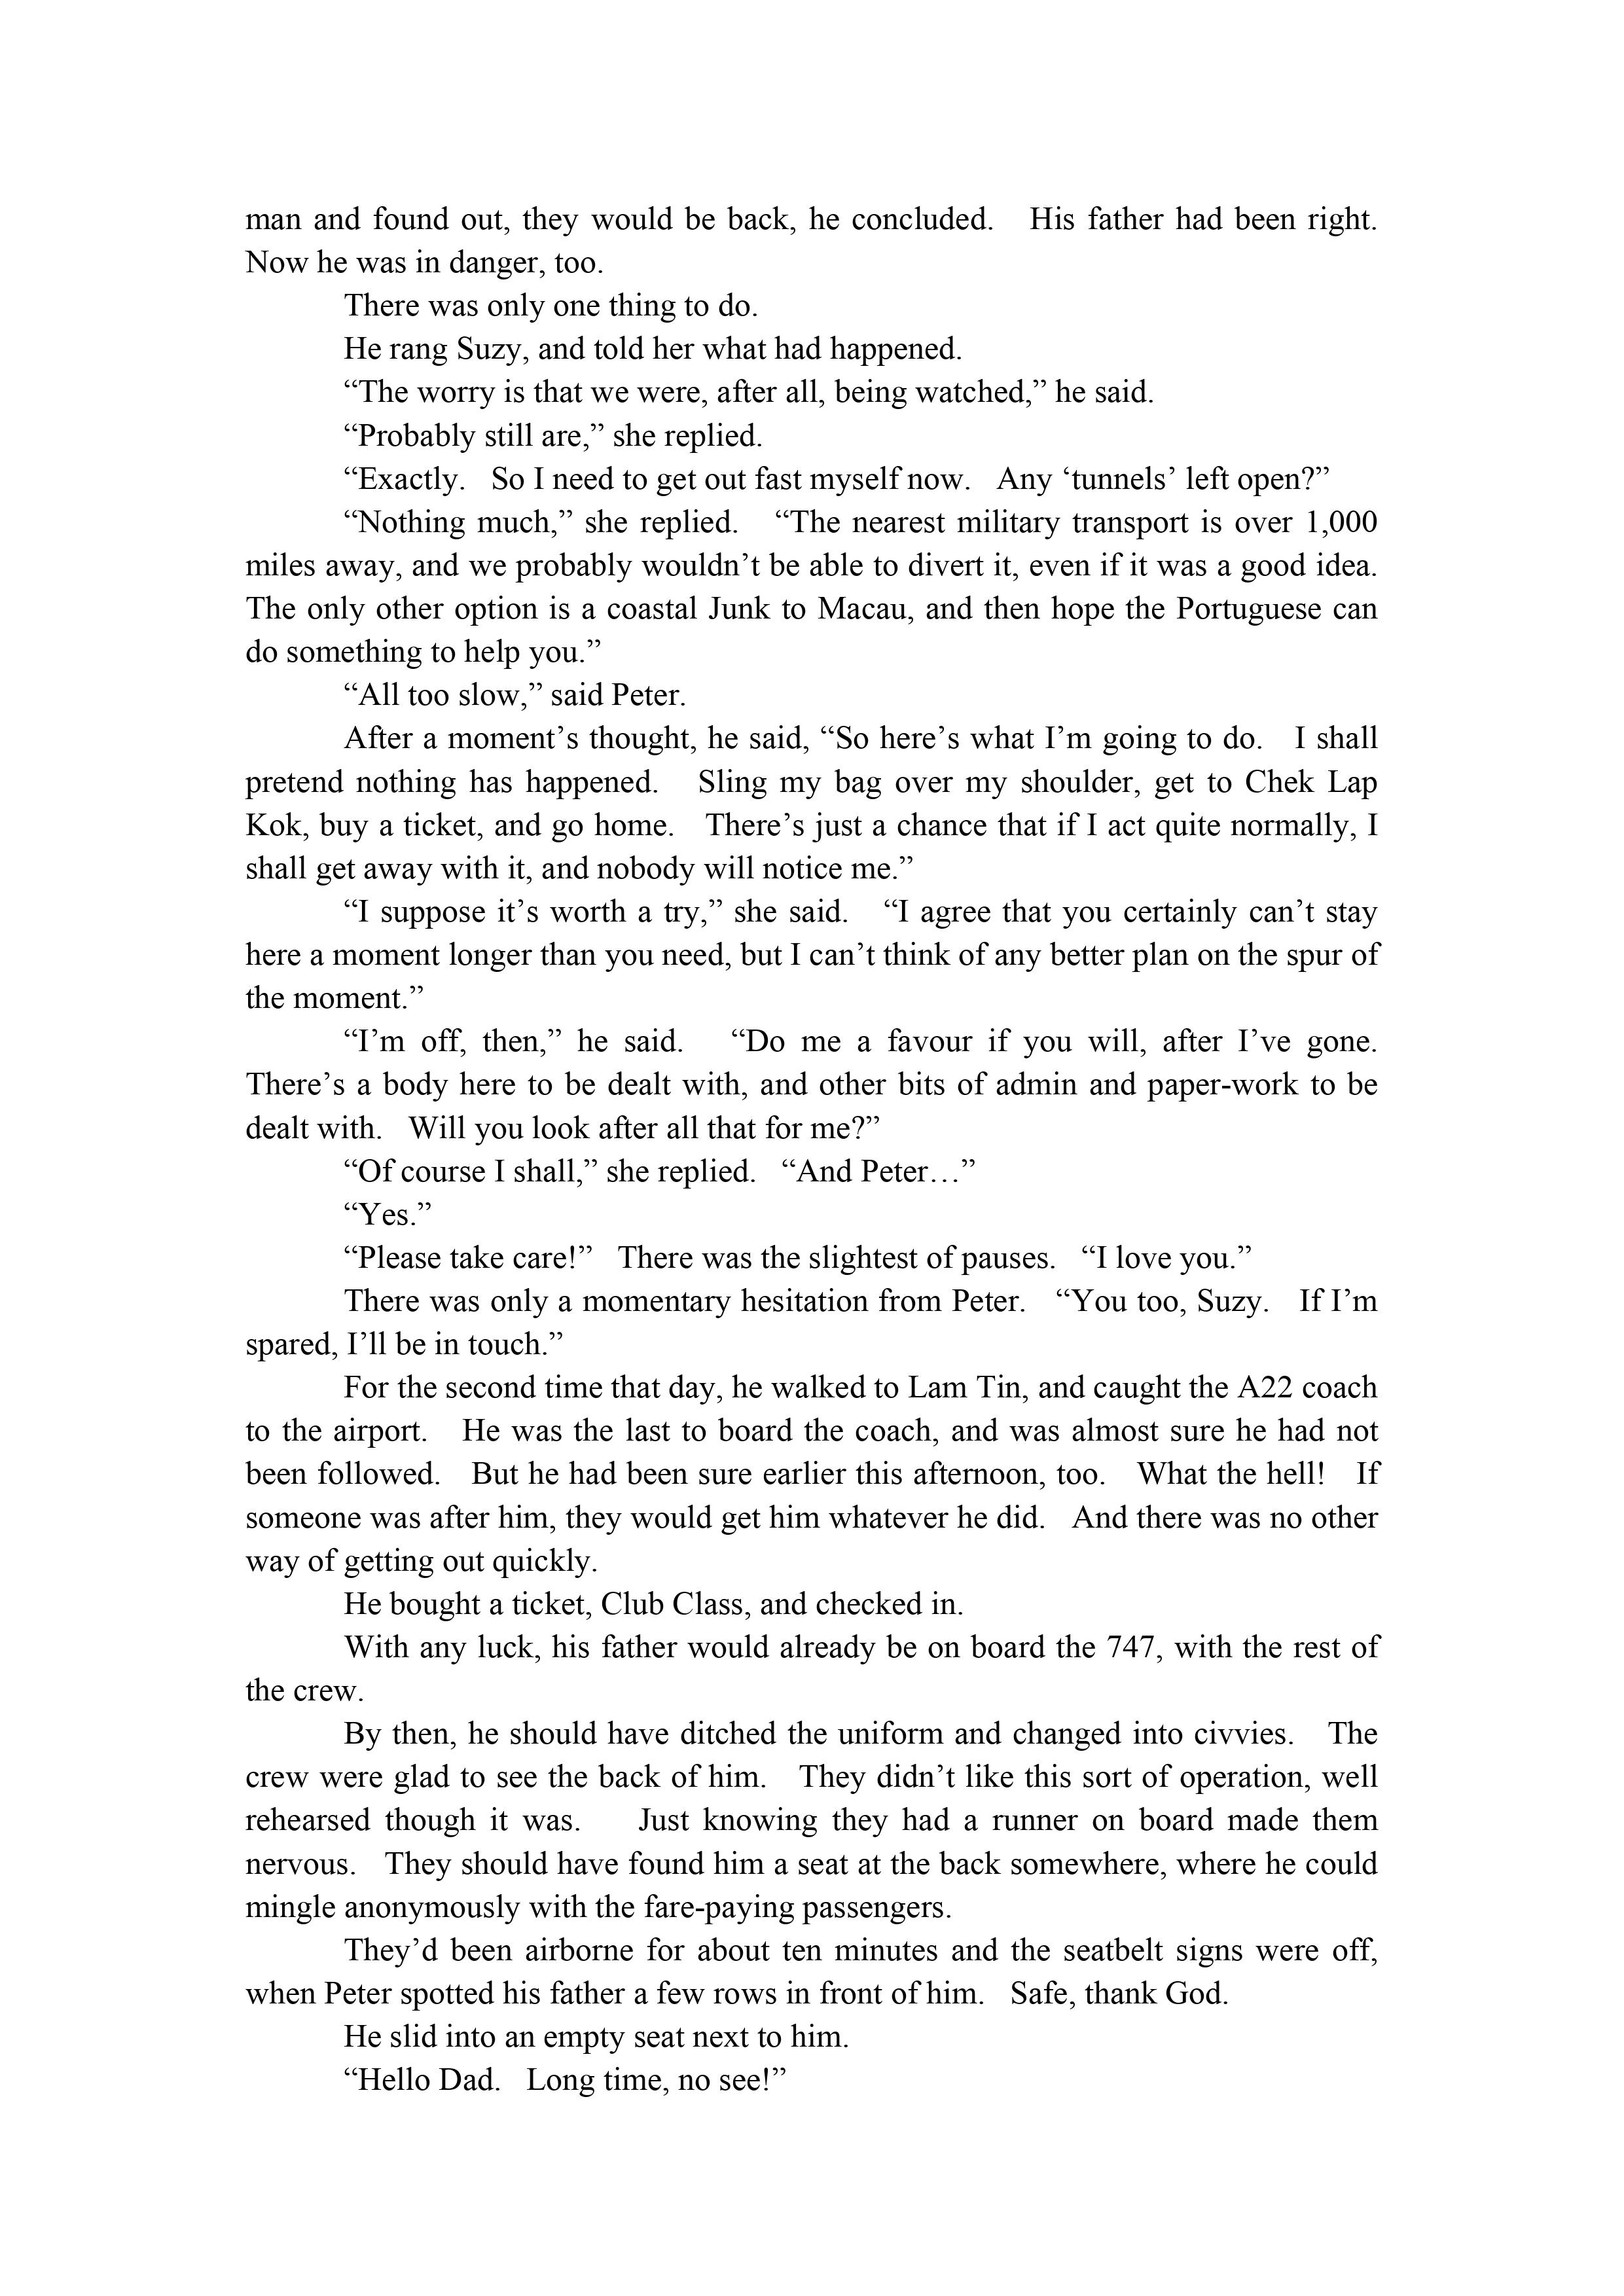 man and found out, they would be back, he concluded.   His father had been right.
Now he was in danger, too.
There was only one thing to do.
He rang Suzy, and told her what had happened.
“The worry is that we were, after all, being watched,” he said.
“Probably still are,” she replied.
“Exactly.   So I need to get out fast myself now.   Any ‘tunnels’ left open?”
“Nothing much,” she replied.   “The nearest military transport is over 1,000
miles away, and we probably wouldn’t be able to divert it, even if it was a good idea.
The only other option is a coastal Junk to Macau, and then hope the Portuguese can
do something to help you.”
“All too slow,” said Peter.
After a moment’s thought, he said, “So here’s what I’m going to do.   I shall
pretend nothing has happened.   Sling my bag over my shoulder, get to Chek Lap
Kok, buy a ticket, and go home.   There’s just a chance that if I act quite normally, I
shall get away with it, and nobody will notice me.”
“I suppose it’s worth a try,” she said.   “I agree that you certainly can’t stay
here a moment longer than you need, but I can’t think of any better plan on the spur of
the moment.”
“I’m off, then,” he said.   “Do me a favour if you will, after I’ve gone.
There’s a body here to be dealt with, and other bits of admin and paper-work to be
dealt with.   Will you look after all that for me?”
“Of course I shall,” she replied.   “And Peter…”
“Yes.”
“Please take care!”   There was the slightest of pauses.   “I love you.”
There was only a momentary hesitation from Peter.   “You too, Suzy.   If I’m
spared, I’ll be in touch.”
For the second time that day, he walked to Lam Tin, and caught the A22 coach
to the airport.   He was the last to board the coach, and was almost sure he had not
been followed.   But he had been sure earlier this afternoon, too.   What the hell!   If
someone was after him, they would get him whatever he did.   And there was no other
way of getting out quickly.
He bought a ticket, Club Class, and checked in.
With any luck, his father would already be on board the 747, with the rest of
the crew.
By then, he should have ditched the uniform and changed into civvies.   The
crew were glad to see the back of him.   They didn’t like this sort of operation, well
rehearsed though it was.   Just knowing they had a runner on board made them
nervous.   They should have found him a seat at the back somewhere, where he could
mingle anonymously with the fare-paying passengers.
They’d been airborne for about ten minutes and the seatbelt signs were off,
when Peter spotted his father a few rows in front of him.   Safe, thank God.
He slid into an empty seat next to him.
“Hello Dad.   Long time, no see!”